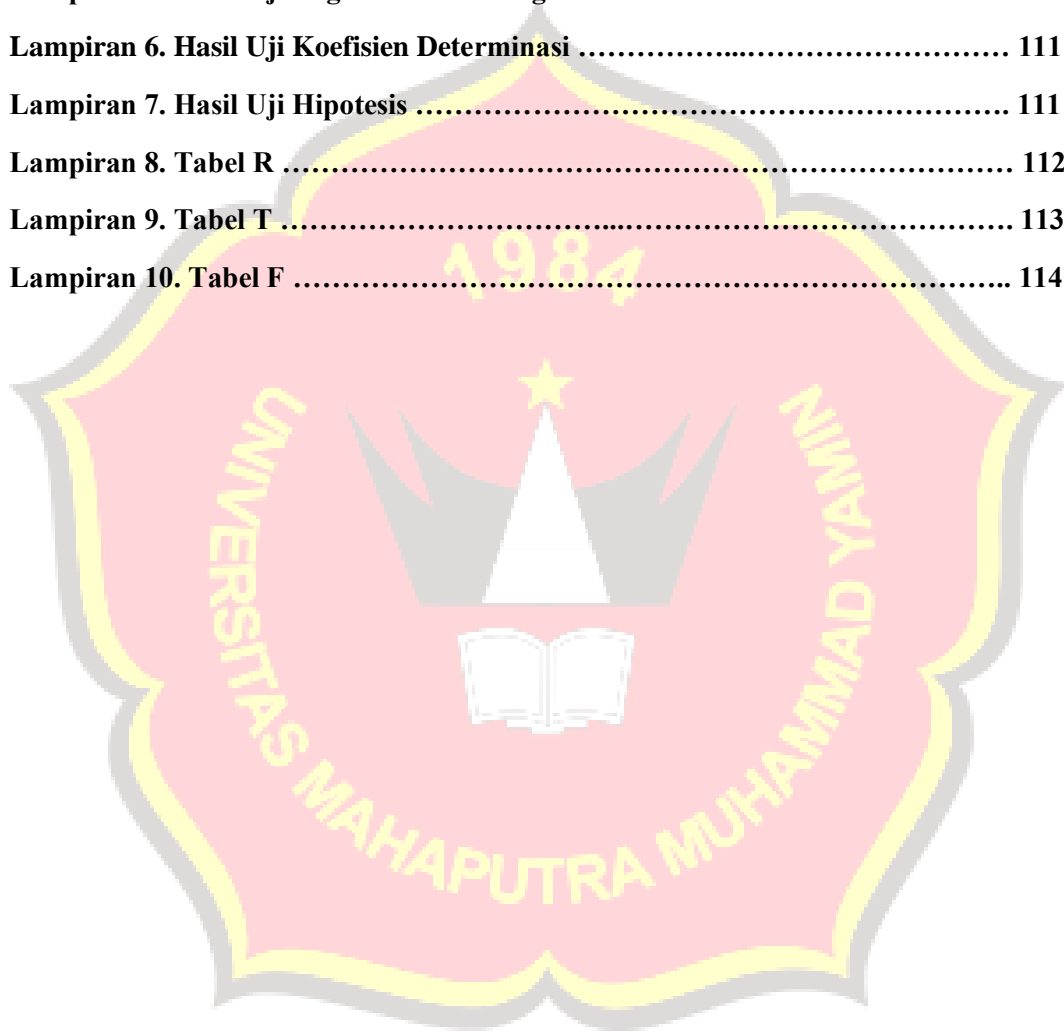 Lampiran 6. Hasil Uji Koefisien Determinasi ……………...……………………… 111
Lampiran 7. Hasil Uji Hipotesis ……………………………………………………. 111
Lampiran 8. Tabel R ………………………………………………………………… 112
Lampiran 9. Tabel T ……………………………...…………………………………. 113
Lampiran 10. Tabel F ……………………………………………………………….. 114
1984
UNIVERSITAS MAHAPUTRA MUHAMMAD YAMIN